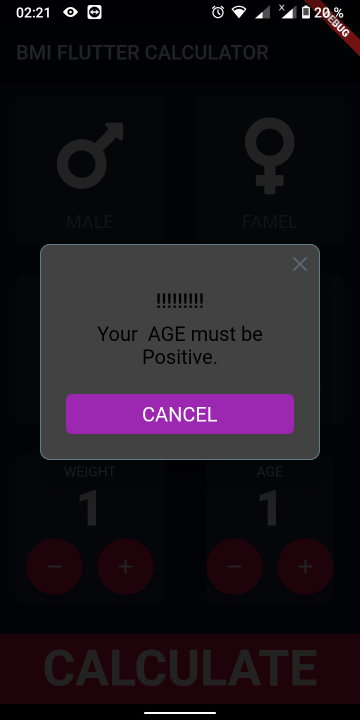 02:21
20 %
DEBUG
BMI FLUTTER CALCULATOR
MALE
FAMEL
!!!!!!!!!
Your  AGE must be
Positive.
CANCEL
WEIGHT
AGE
1
1
CALCULATE